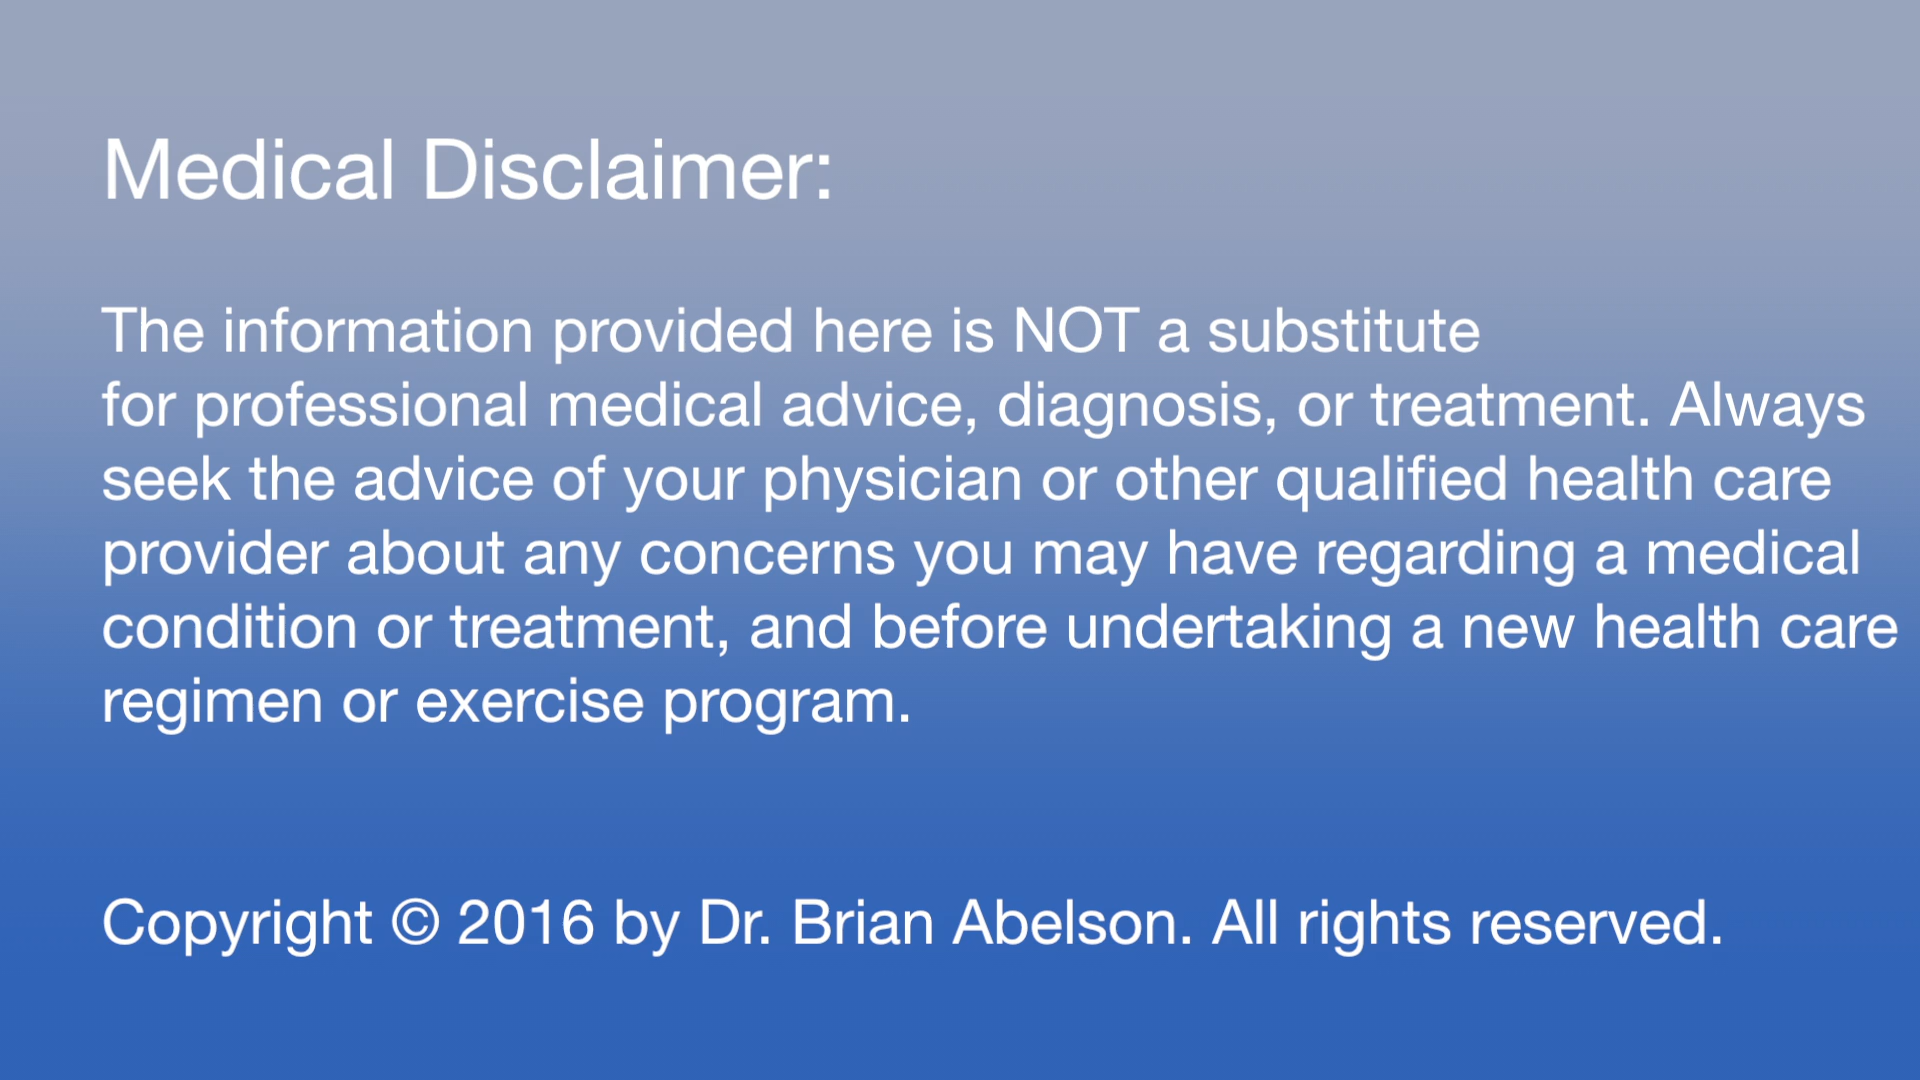 Medical Disclaimer:
The information provided here is NOT a substitute
for professional medical advice, diagnosis, or treatment. Always
seek the advice of your physician or other qualified health care
provider about any concerns you may have regarding a medical
condition or treatment, and before undertaking a new health care
regimen or exercise program.
Copyright © 2016 by Dr. Brian Abelson. All rights reserved.